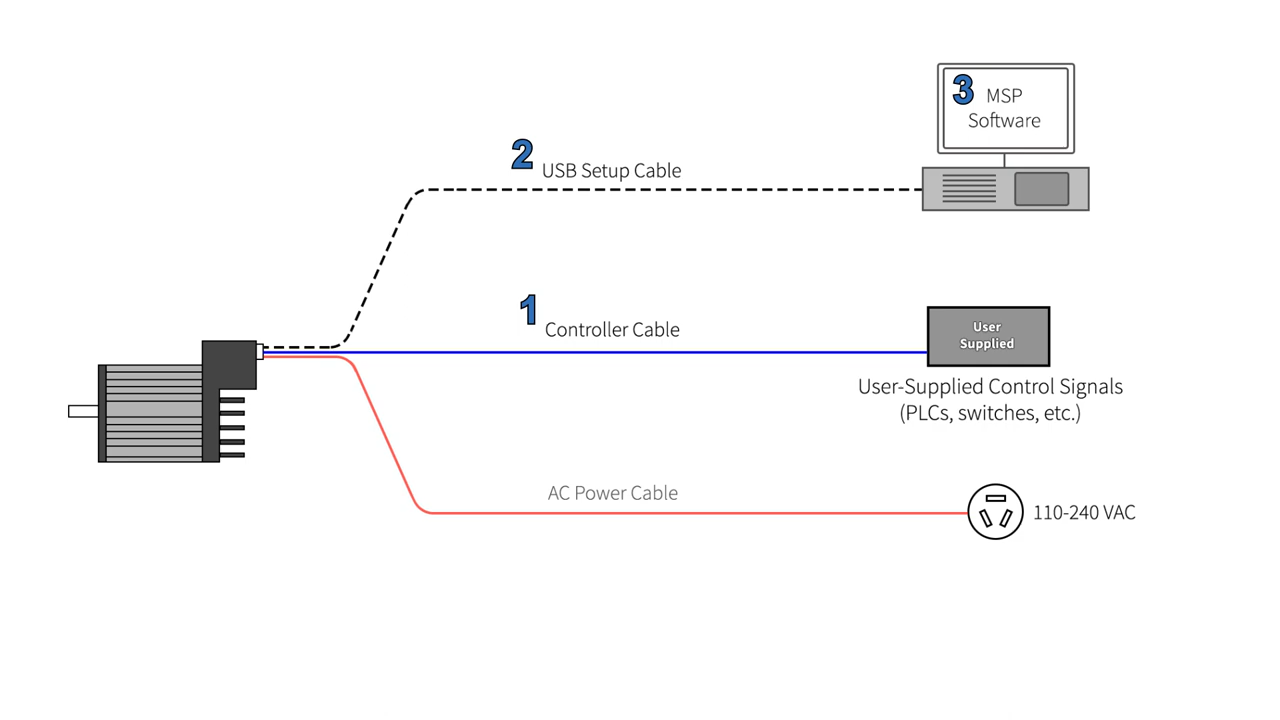 3
MSP
Software
2
USB Setup Cable
1
Controller Cable
User
Supplied
User-Supplied Control Signals
(PLCs, switches, etc.)
AC Power Cable
110-240 VAC